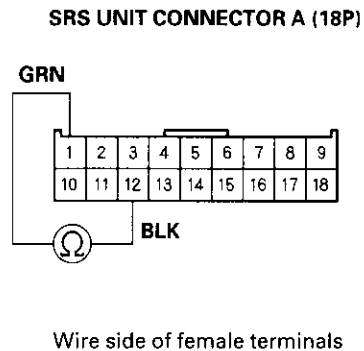 SRS UNIT CONNECTOR A (18P)
GRN
1 2 3 4 5 6 7 8 9
10 11 12 13 14 15 16 17 18
Ω
BLK
Wire side of female terminals